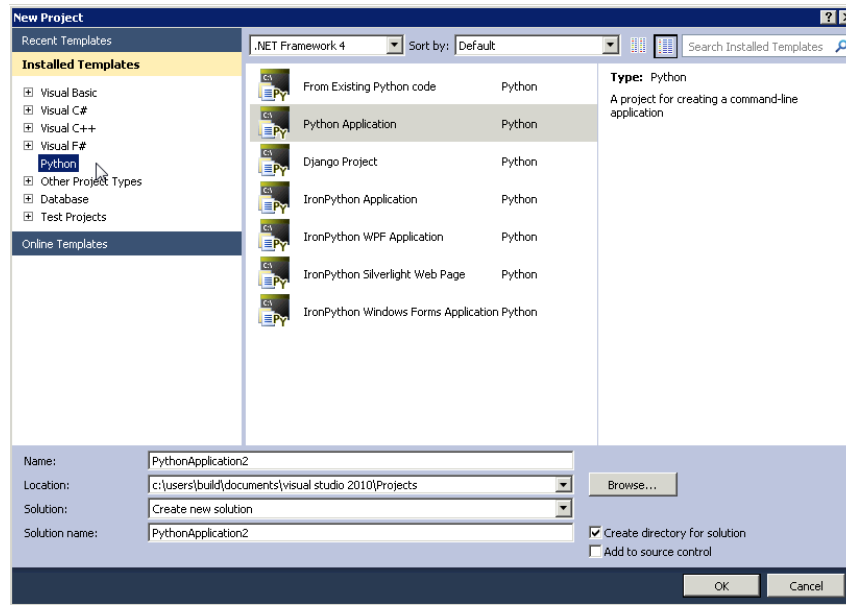 New Project
Recent Templates
Installed Templates
Visual Basic
Visual C#
Visual C++
Visual F#
Python
Other Project Types
Database
Test Projects
Online Templates
.NET Framework 4
Sort by: Default
Search Installed Templates
From Existing Python code Python
Python Application Python
Django Project Python
IronPython Application Python
IronPython WPF Application Python
IronPython Silverlight Web Page Python
IronPython Windows Forms Application Python
Type: Python
A project for creating a command-line
application
Name: PythonApplication2
Location: c:\users\build\documents\visual studio 2010\Projects
Browse...
Solution: Create new solution
Solution name: PythonApplication2
Create directory for solution
Add to source control
OK Cancel